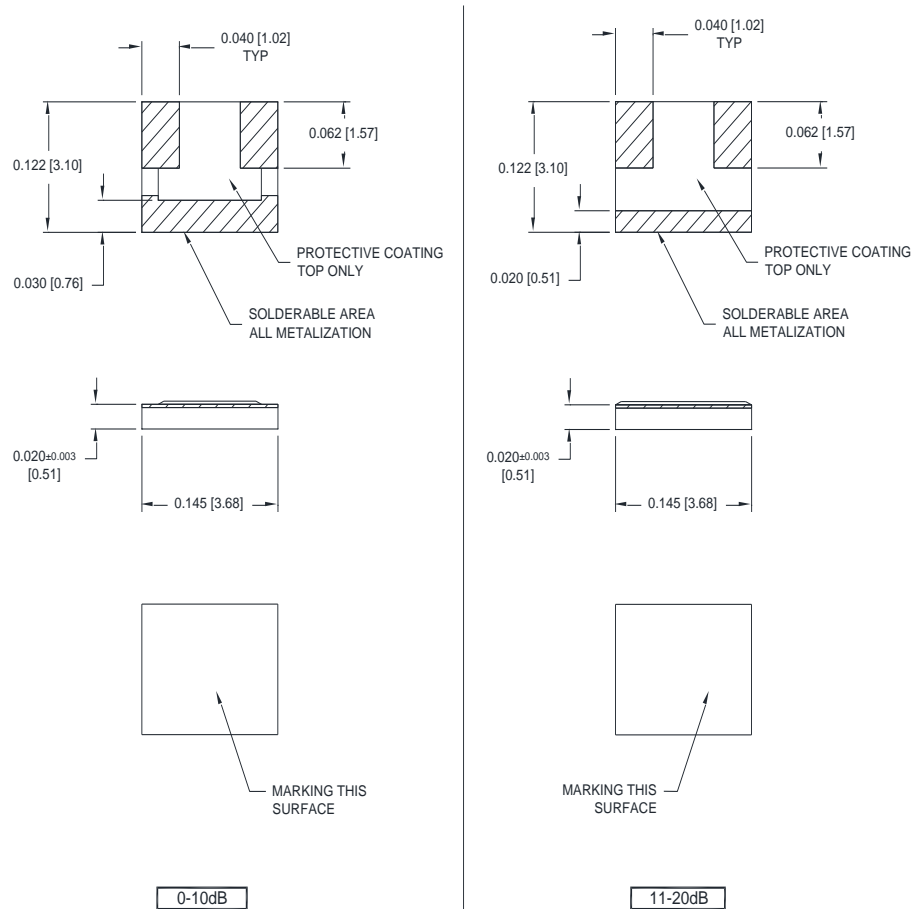 0.040 [1.02]
TYP
0.062 [1.57]
0.122 [3.10]
PROTECTIVE COATING
TOP ONLY
0.030 [0.76]
SOLDERABLE AREA
ALL METALIZATION
0.020±0.003
[0.51]
0.145 [3.68]
MARKING THIS
SURFACE
0-10dB
0.040 [1.02]
TYP
0.062 [1.57]
0.122 [3.10]
PROTECTIVE COATING
TOP ONLY
0.020 [0.51]
SOLDERABLE AREA
ALL METALIZATION
0.020±0.003
[0.51]
0.145 [3.68]
MARKING THIS
SURFACE
11-20dB